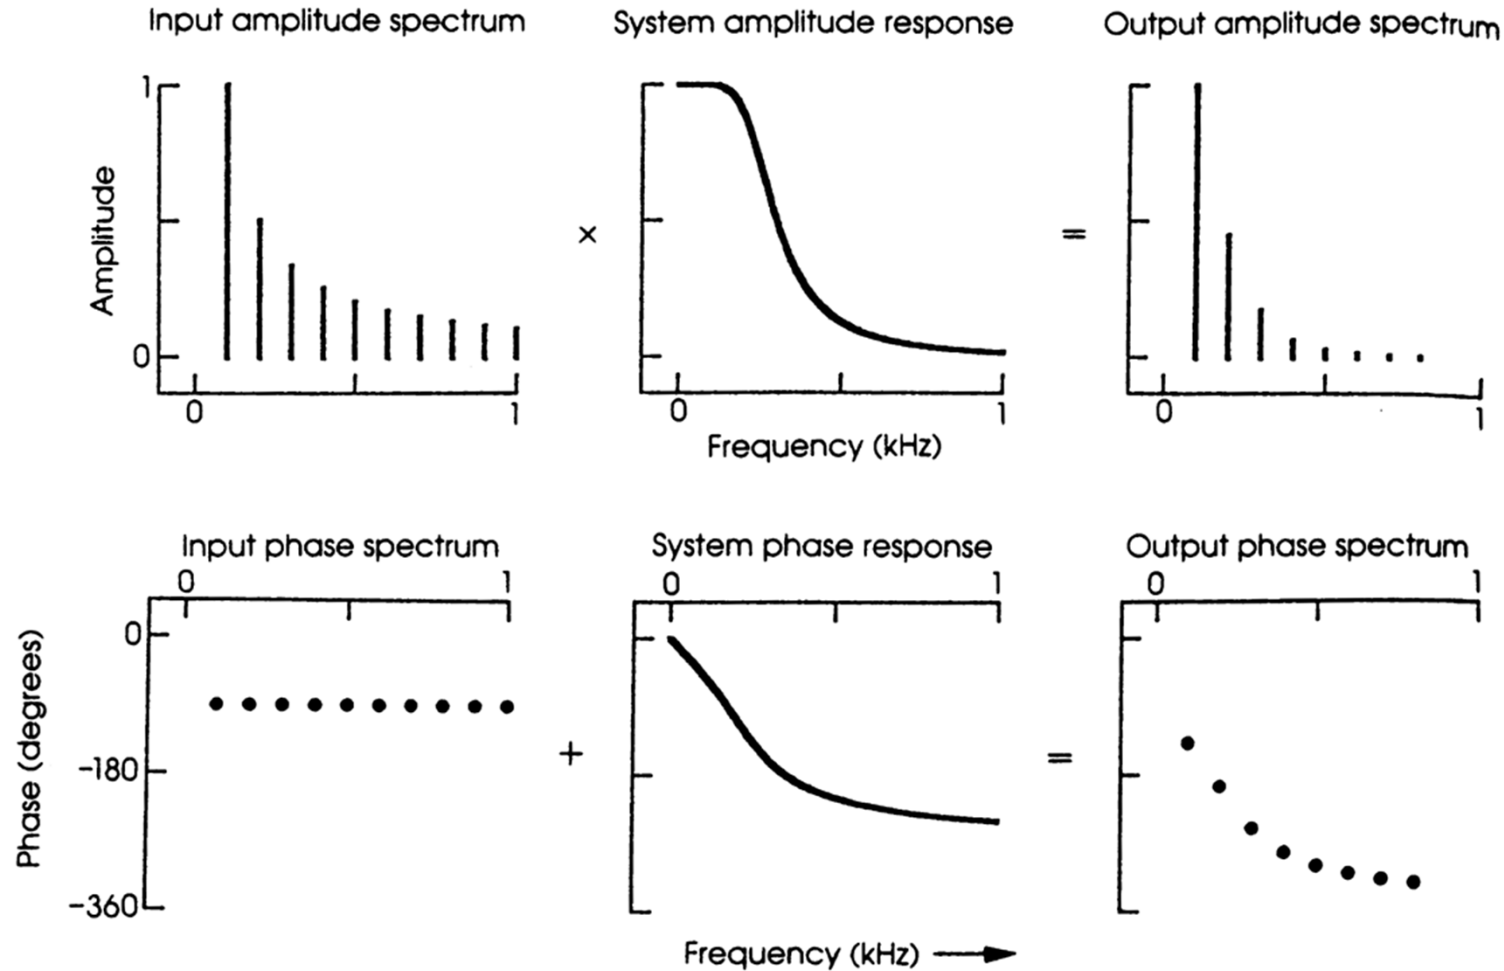 Input amplitude spectrum
System amplitude response
Output amplitude spectrum
1
Amplitude
0
0 1
×
0 1
=
0 1
Frequency (kHz)
Input phase spectrum
System phase response
Output phase spectrum
0 1
0 1
0 1
Phase (degrees)
0
-180
-360
+
=
Frequency (kHz)